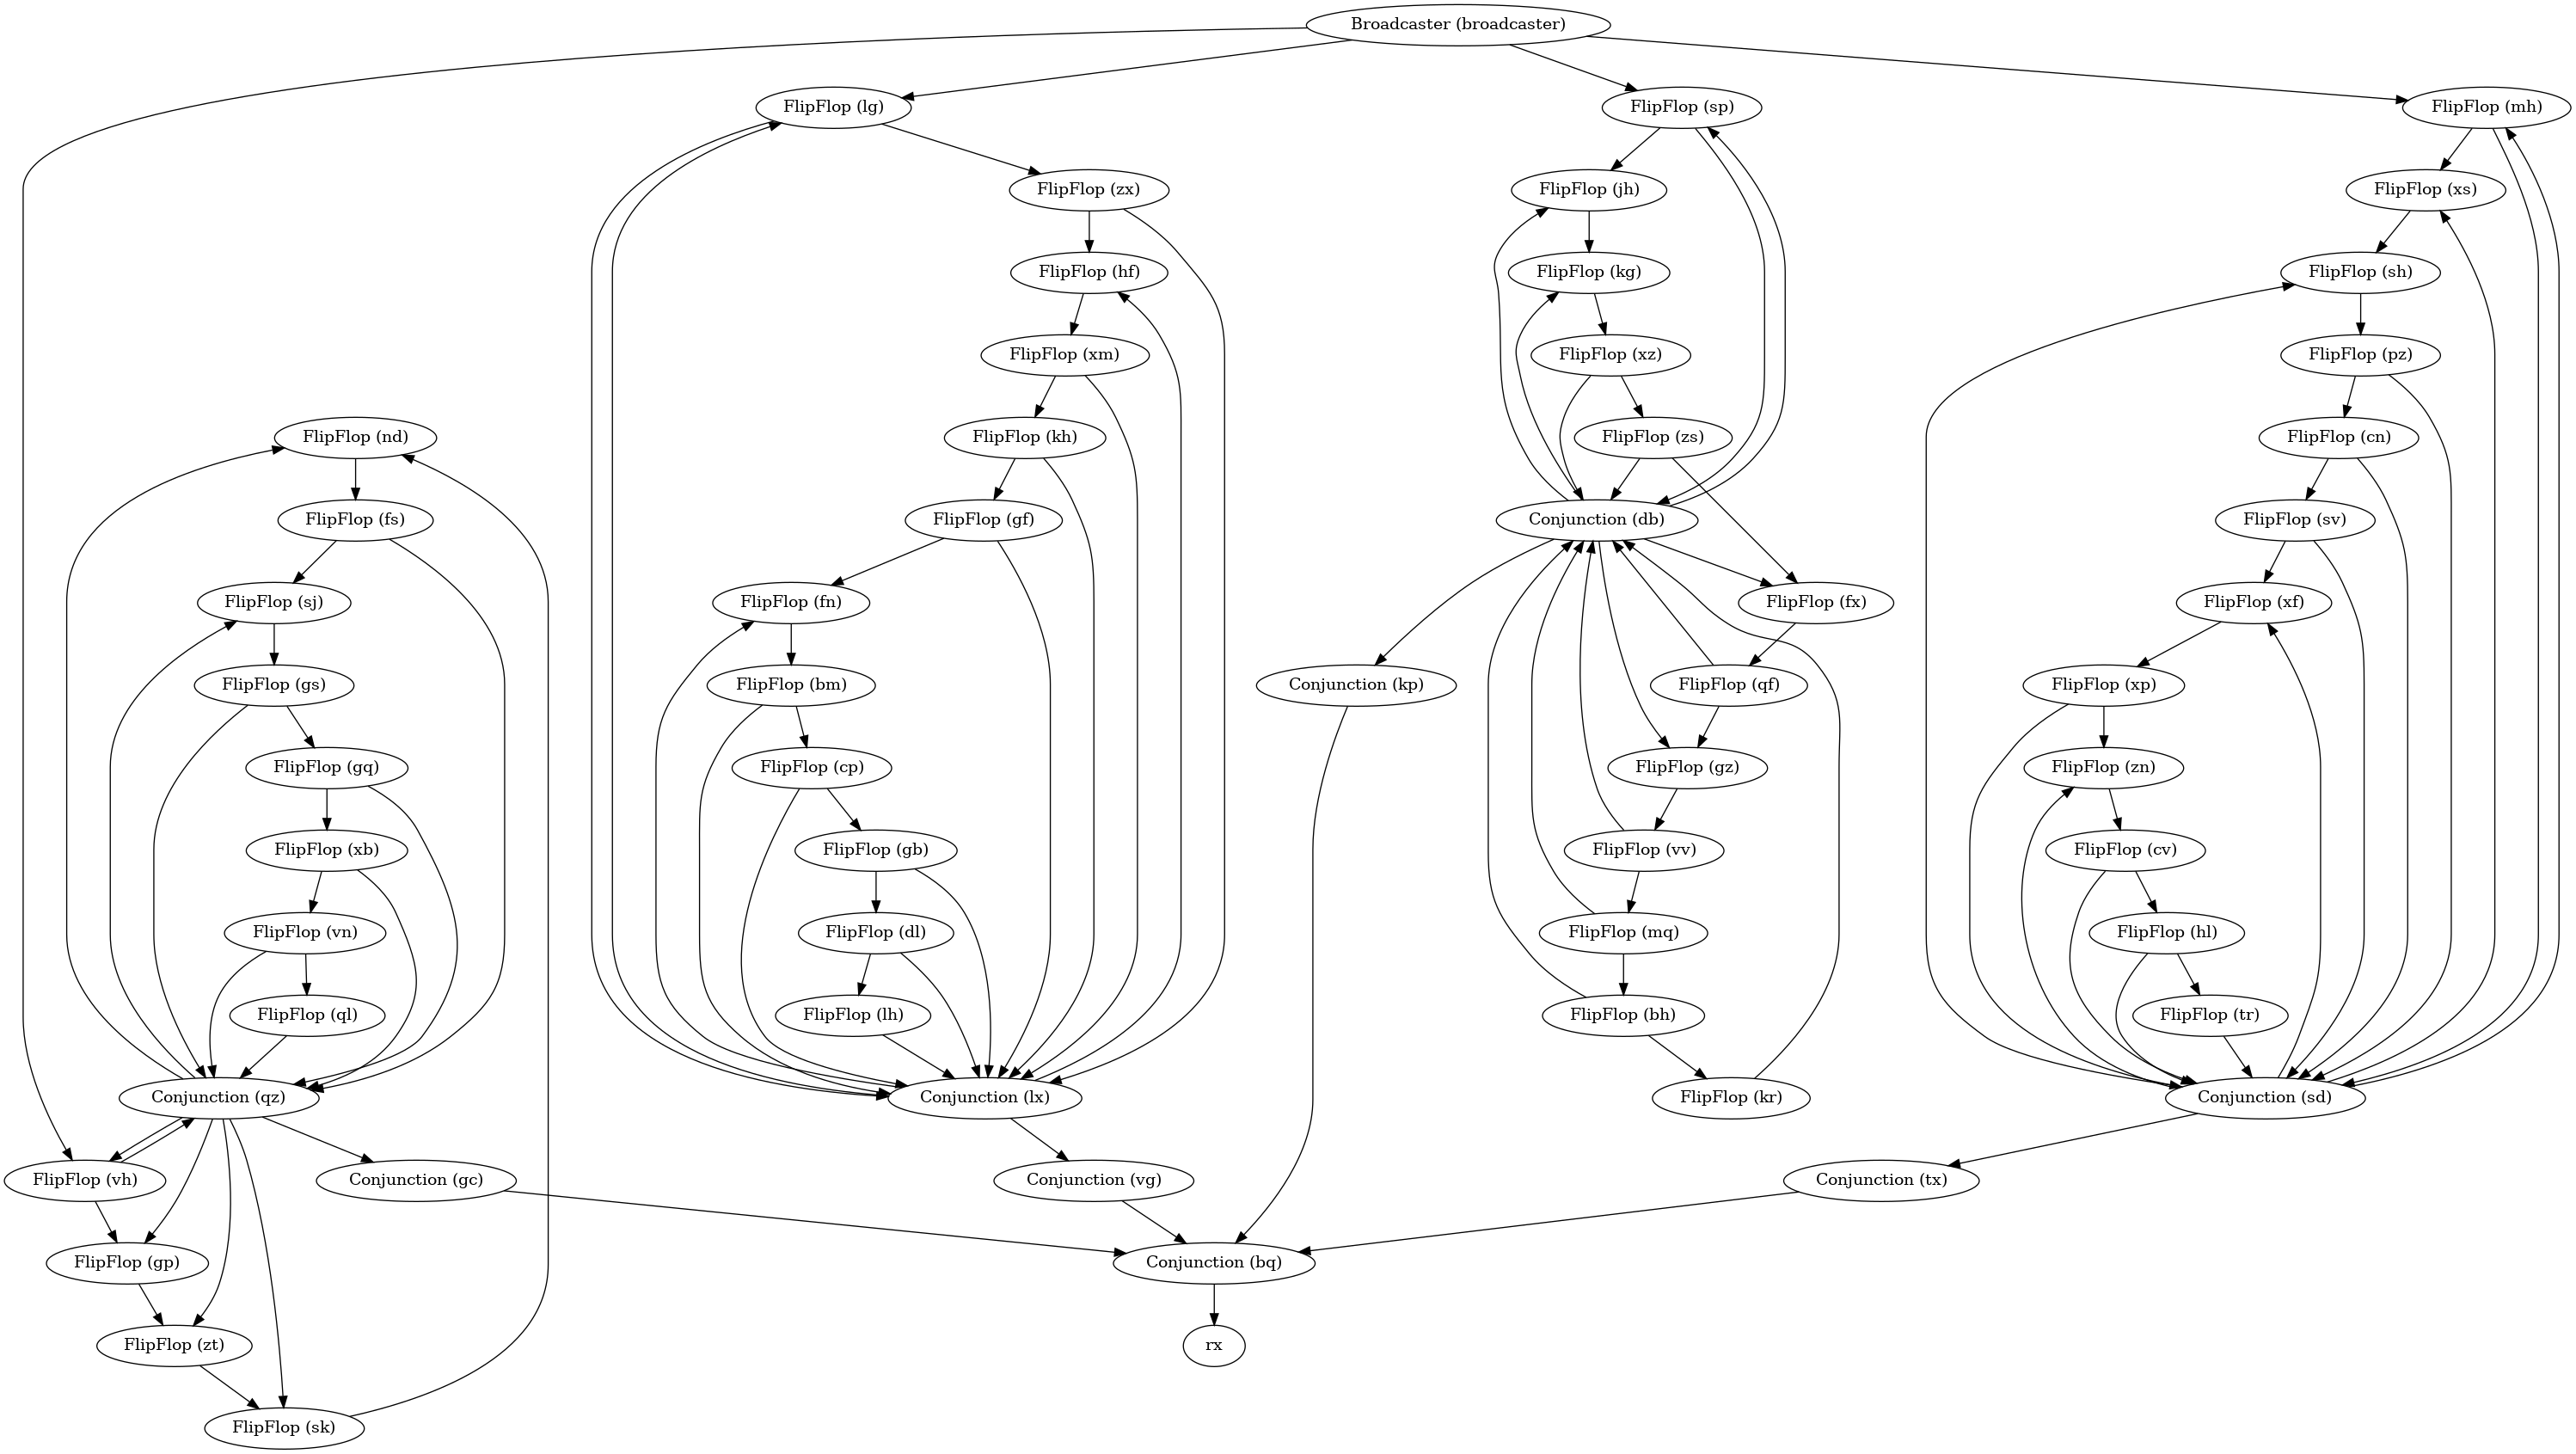 Broadcaster (broadcaster)
FlipFlop (lg)
FlipFlop (sp)
FlipFlop (mh)
FlipFlop (zx)
FlipFlop (jh)
FlipFlop (xs)
FlipFlop (hf)
FlipFlop (kg)
FlipFlop (sh)
FlipFlop (xm)
FlipFlop (xz)
FlipFlop (pz)
FlipFlop (nd)
FlipFlop (kh)
FlipFlop (zs)
FlipFlop (cn)
FlipFlop (fs)
FlipFlop (gf)
Conjunction (db)
FlipFlop (sv)
FlipFlop (sj)
FlipFlop (fn)
FlipFlop (fx)
FlipFlop (xf)
FlipFlop (gs)
FlipFlop (bm)
Conjunction (kp)
FlipFlop (qf)
FlipFlop (xp)
FlipFlop (gq)
FlipFlop (cp)
FlipFlop (gz)
FlipFlop (zn)
FlipFlop (xb)
FlipFlop (gb)
FlipFlop (vv)
FlipFlop (cv)
FlipFlop (vn)
FlipFlop (dl)
FlipFlop (mq)
FlipFlop (hl)
FlipFlop (ql)
FlipFlop (lh)
FlipFlop (bh)
FlipFlop (tr)
Conjunction (qz)
Conjunction (lx)
FlipFlop (kr)
Conjunction (sd)
FlipFlop (vh)
Conjunction (gc)
Conjunction (vg)
Conjunction (tx)
FlipFlop (gp)
Conjunction (bq)
FlipFlop (zt)
rx
FlipFlop (sk)